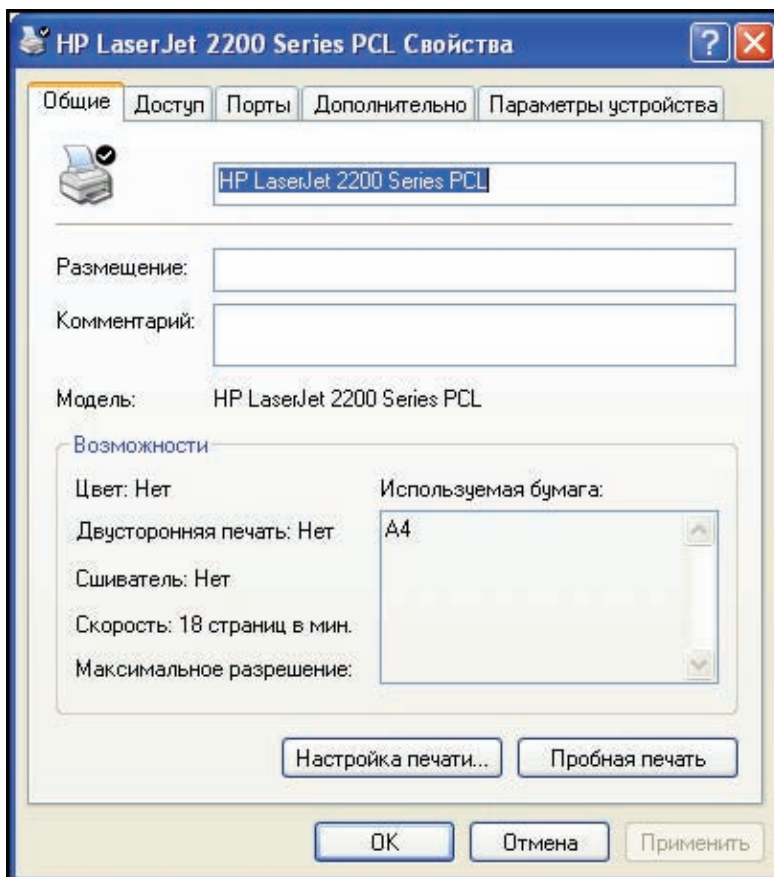 HP LaserJet 2200 Series PCL Свойства
Общие Доступ Порты Дополнительно Параметры устройства
HP LaserJet 2200 Series PCL
Размещение:
Комментарий:
Модель: HP LaserJet 2200 Series PCL
Возможности
Цвет: Нет Используемая бумага:
Двусторонняя печать: Нет A4
Сшиватель: Нет
Скорость: 18 страниц в мин.
Максимальное разрешение:
Настройка печати... Пробная печать
OK Отмена Применить